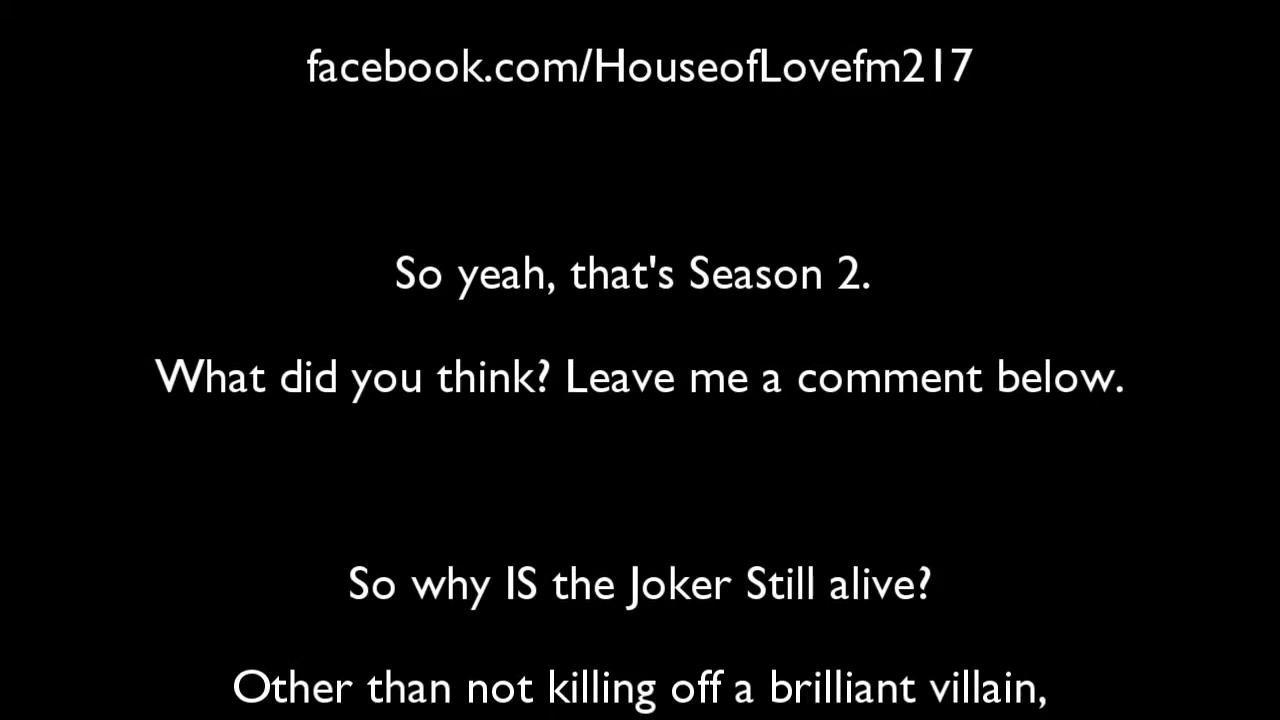 facebook.com/HouseofLovefm217
So yeah, that's Season 2.
What did you think? Leave me a comment below.
So why IS the Joker Still alive?
Other than not killing off a brilliant villain,